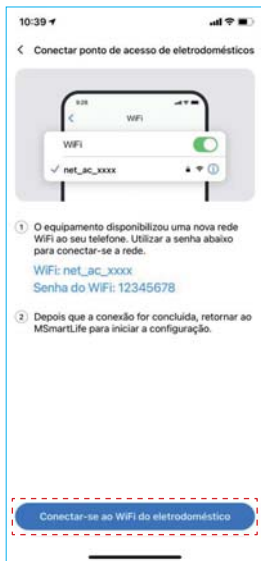 10:39
Conectar ponto de acesso de eletrodomésticos
9:28
WiFi
WiFi
net_ac_xxxx
1 O equipamento disponibilizou uma nova rede
WiFi ao seu telefone. Utilizar a senha abaixo
para conectar-se a rede.
WiFi: net_ac_xxxx
Senha do WiFi: 12345678
2 Depois que a conexão for concluída, retornar ao
MSmartLife para iniciar a configuração.
Conectar-se ao WiFi do eletrodoméstico